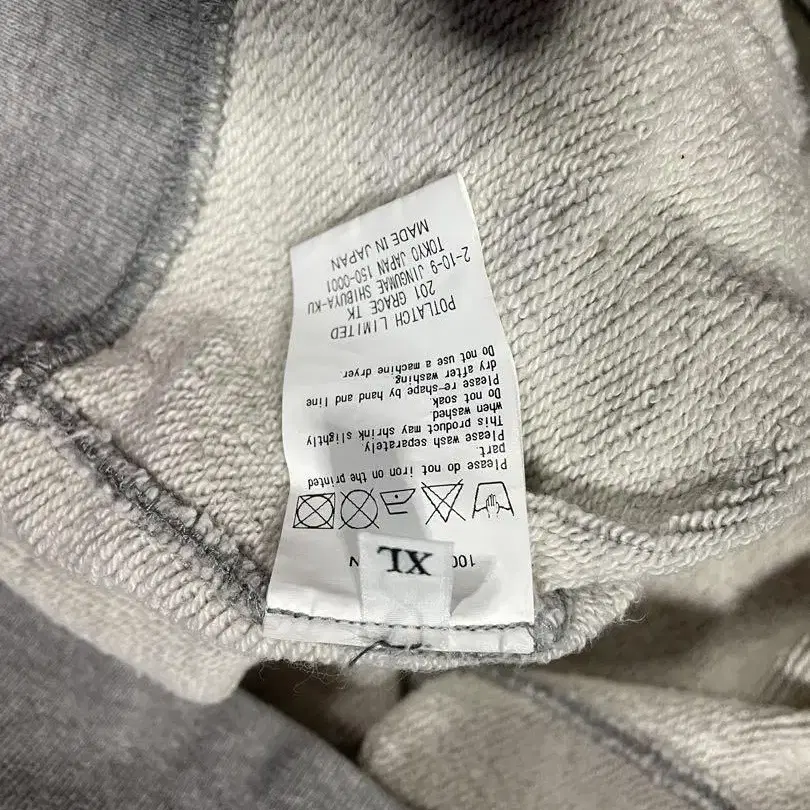 XL
100
Please do not iron on the printed
part.
Please wash separately.
This product may shrink slightly
when washed.
Do not soak.
Please re-shape by hand and line
dry after washing.
Do not use a machine dryer.
POTLATCH LIMITED
201 GRACE TK
2-10-9 JINGUMAE SHIBUYA-KU
TOKYO JAPAN 150-0001
MADE IN JAPAN